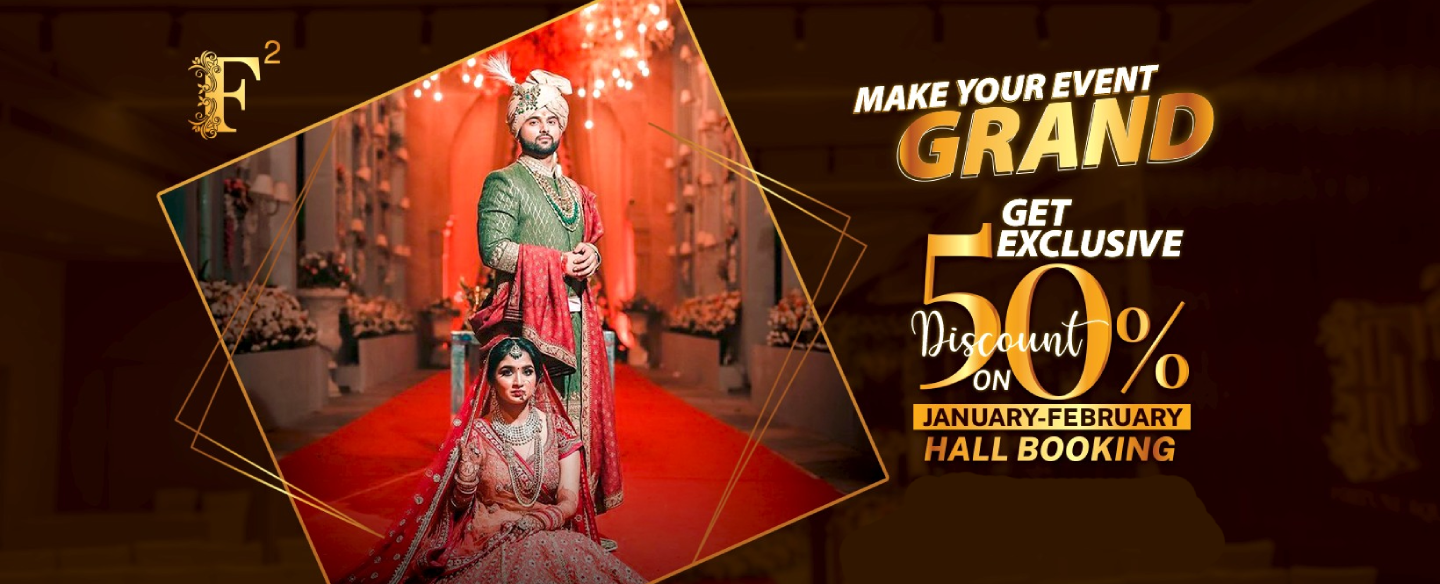 F²
MAKE YOUR EVENT
GRAND
GET
EXCLUSIVE
50%
Discount
ON
JANUARY-FEBRUARY
HALL BOOKING